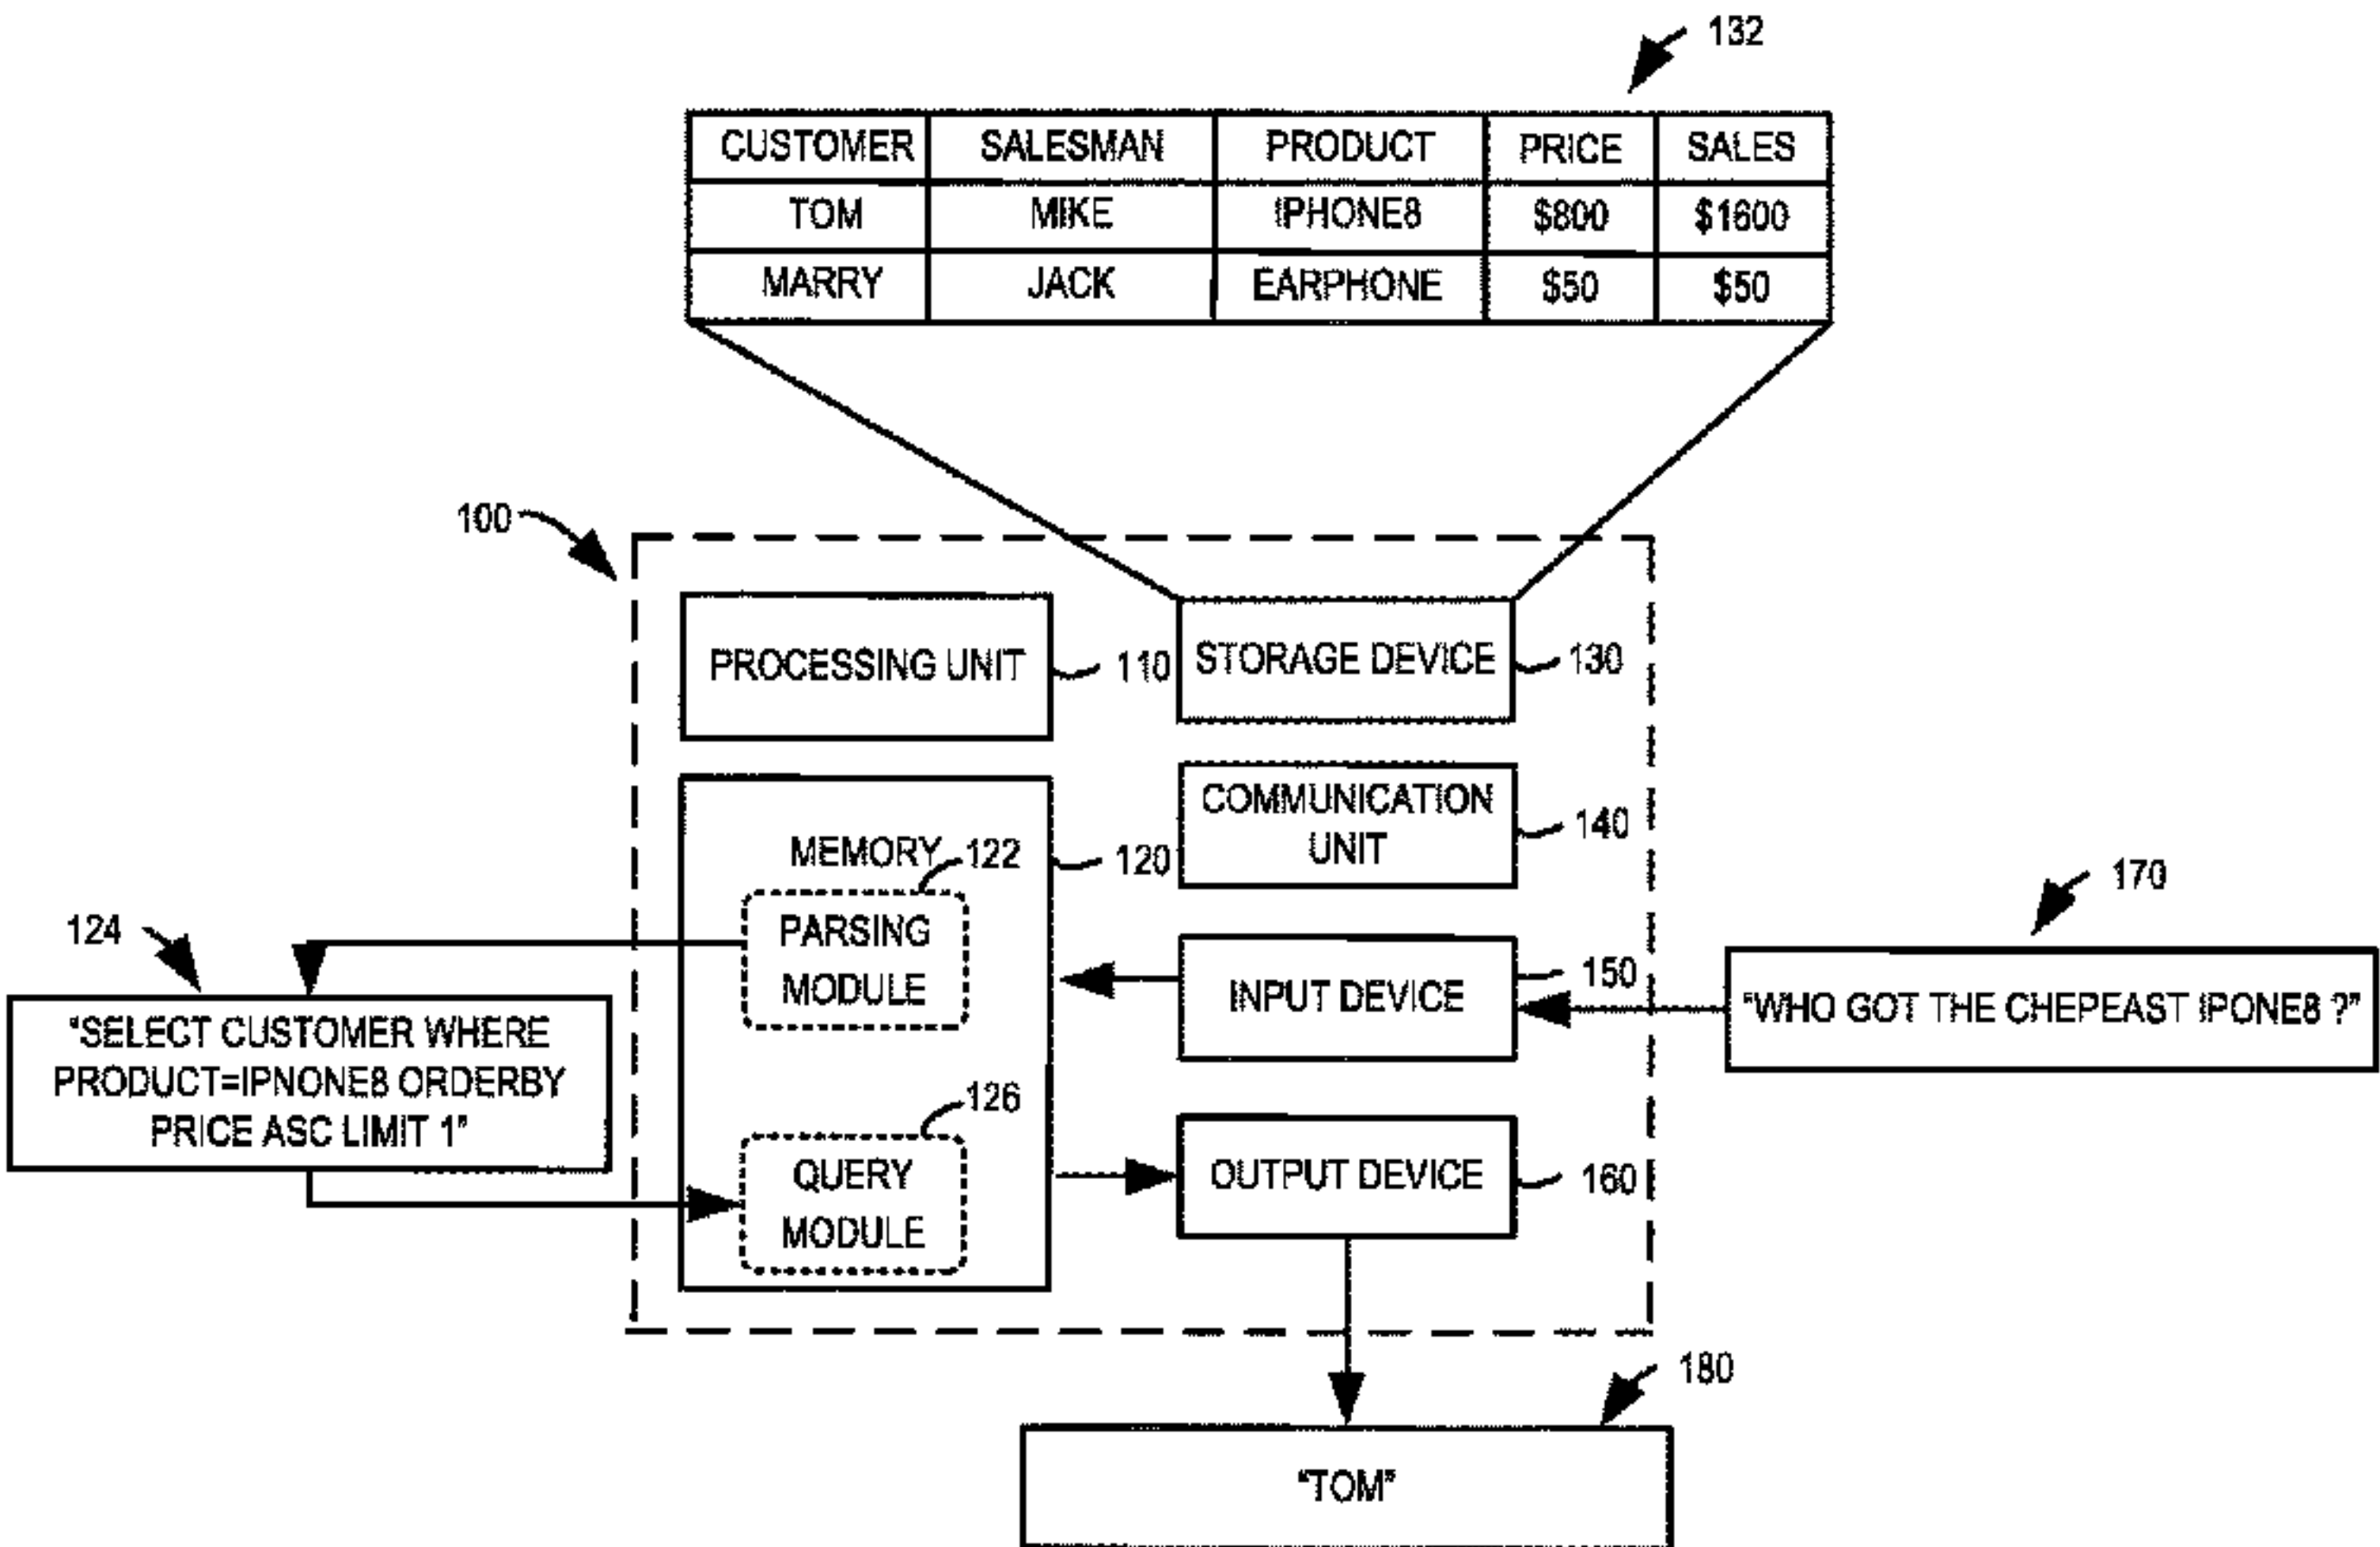 132
CUSTOMER SALESMAN PRODUCT PRICE SALES
TOM MIKE IPHONE8 $800 $1600
MARRY JACK EARPHONE $50 $50
100
PROCESSING UNIT
110
STORAGE DEVICE
130
COMMUNICATION
UNIT
140
MEMORY
120
122
PARSING
MODULE
124
"SELECT CUSTOMER WHERE
PRODUCT=IPNONE8 ORDERBY
PRICE ASC LIMIT 1"
126
QUERY
MODULE
INPUT DEVICE
150
170
"WHO GOT THE CHEPEAST IPONE8 ?"
OUTPUT DEVICE
160
180
"TOM"